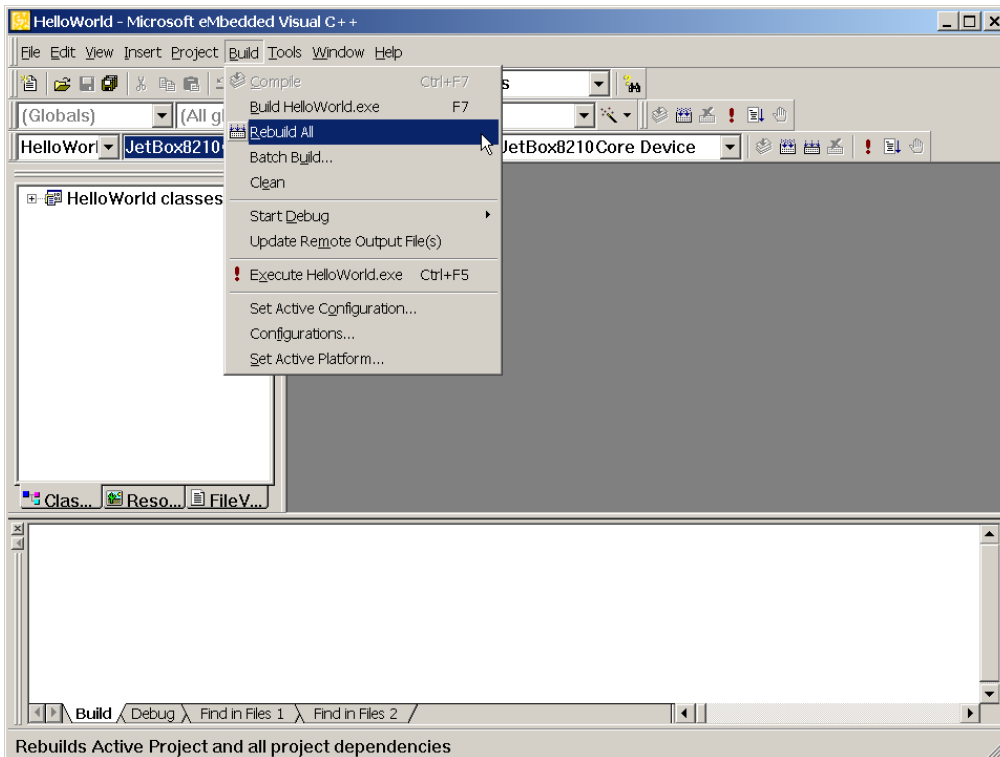 HelloWorld - Microsoft eMbedded Visual C++
File Edit View Insert Project Build Tools Window Help
Compile Ctrl+F7
(Globals)
Build HelloWorld.exe F7
Rebuild All
JetBox8210Core Device
Batch Build...
Clean
HelloWorld classes
Start Debug
Update Remote Output File(s)
Execute HelloWorld.exe Ctrl+F5
Set Active Configuration...
Configurations...
Set Active Platform...
Clas... Reso... FileV...
Build Debug Find in Files 1 Find in Files 2
Rebuilds Active Project and all project dependencies